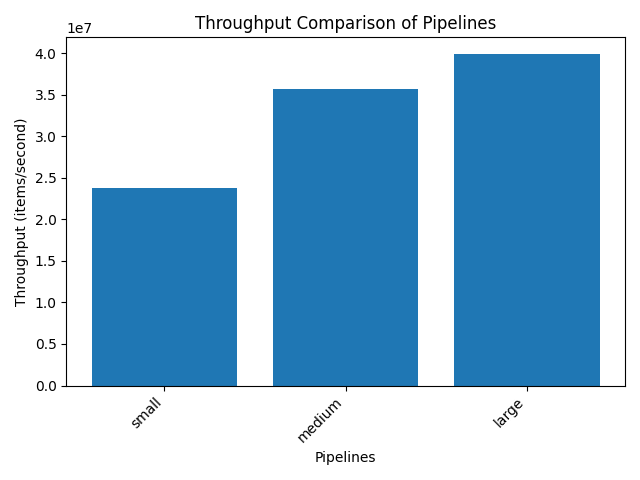 Throughput Comparison of Pipelines
1e7
4.0
3.5
3.0
2.5
2.0
1.5
1.0
0.5
0.0
Throughput (items/second)
small
medium
large
Pipelines